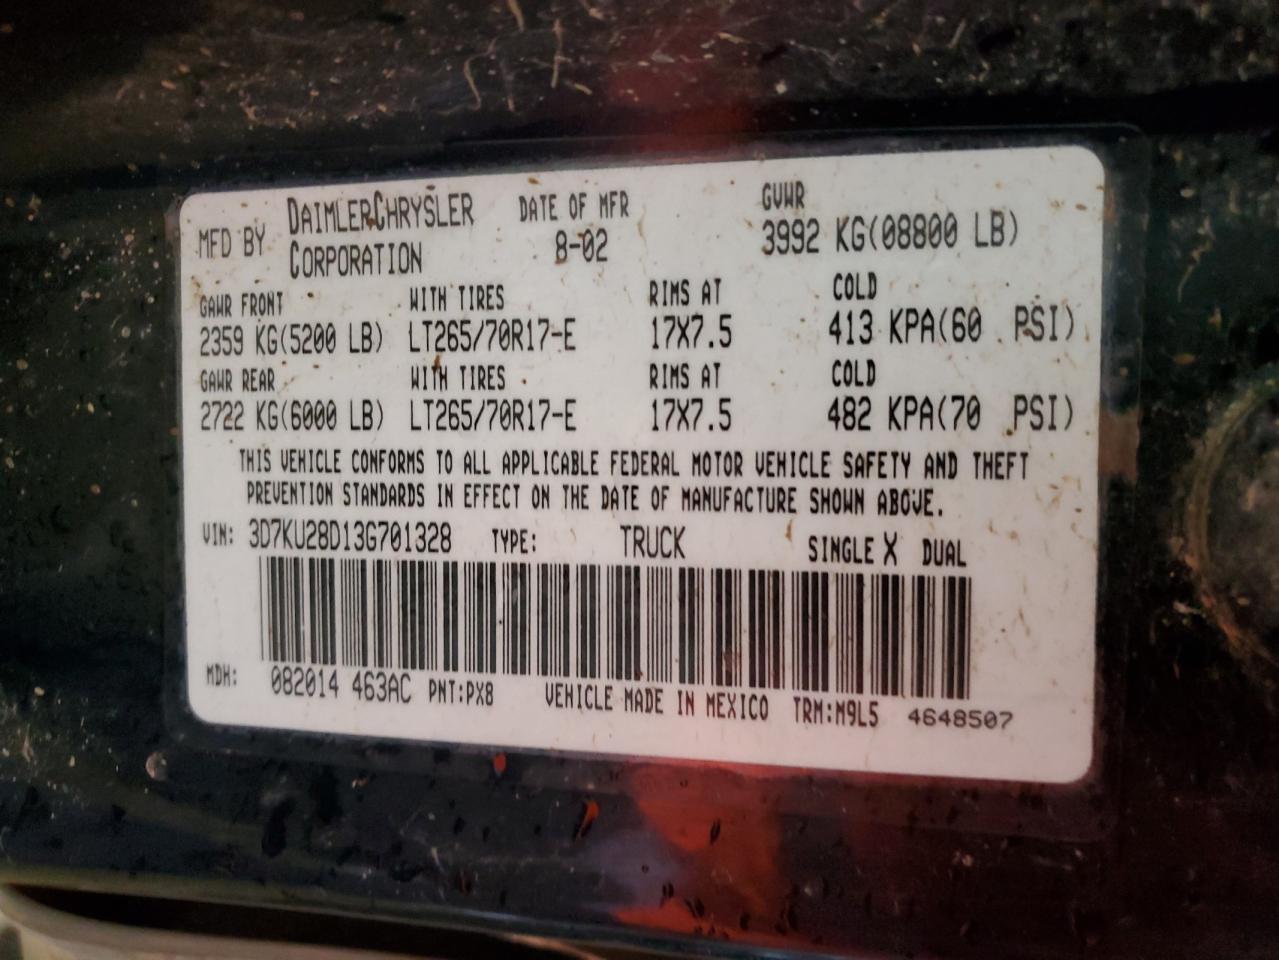 MFD BY DAIMLERCHRYSLER CORPORATION DATE OF MFR 8-02 GVWR 3992 KG(08800 LB)
GAWR FRONT WITH TIRES RIMS AT COLD
2359 KG(5200 LB) LT265/70R17-E 17X7.5 413 KPA(60 PSI)
GAWR REAR WITH TIRES RIMS AT COLD
2722 KG(6000 LB) LT265/70R17-E 17X7.5 482 KPA(70 PSI)
THIS VEHICLE CONFORMS TO ALL APPLICABLE FEDERAL MOTOR VEHICLE SAFETY AND THEFT
PREVENTION STANDARDS IN EFFECT ON THE DATE OF MANUFACTURE SHOWN ABOVE.
VIN: 3D7KU28D13G701328 TYPE: TRUCK SINGLE X DUAL
MDH: 082014 463AC PNT:PX8 VEHICLE MADE IN MEXICO TRM:M9L5 4648507